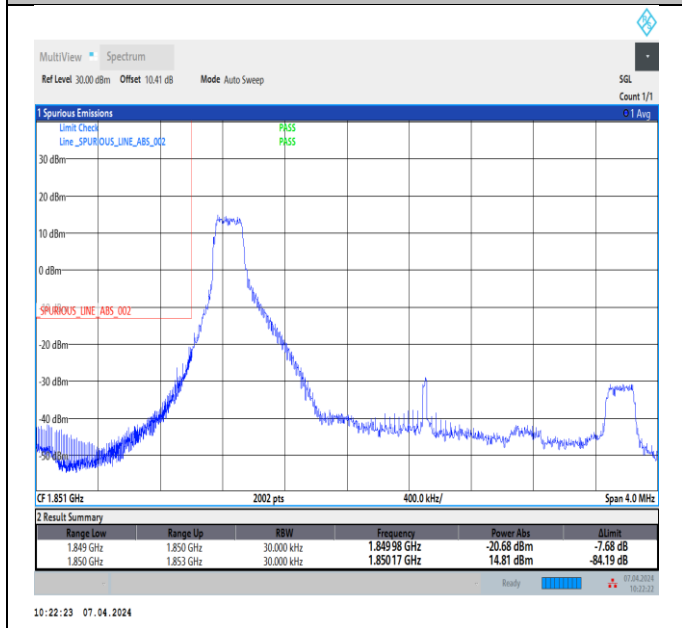 MultiView Spectrum
Ref Level 30.00 dBm Offset 10.41 dB Mode Auto Sweep SGL
Count 1/1
1 Spurious Emissions 1 Avg
Limit Check PASS
Line _SPURIOUS_LINE_ABS_002 PASS
30 dBm
20 dBm
10 dBm
0 dBm
_SPURIOUS_LINE_ABS_002
-20 dBm
-30 dBm
-40 dBm
-50 dBm
CF 1.851 GHz 2002 pts 400.0 kHz/ Span 4.0 MHz
2 Result Summary
Range Low Range Up RBW Frequency Power Abs ΔLimit
1.849 GHz 1.850 GHz 30.000 kHz 1.84998 GHz -20.68 dBm -7.68 dB
1.850 GHz 1.853 GHz 30.000 kHz 1.85017 GHz 14.81 dBm -84.19 dB
Ready 07.04.2024
10:22:22
10:22:23 07.04.2024